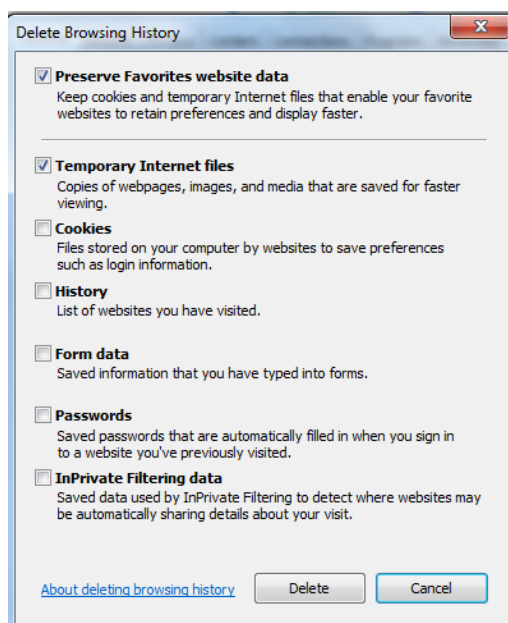 Delete Browsing History
Preserve Favorites website data
Keep cookies and temporary Internet files that enable your favorite
websites to retain preferences and display faster.
Temporary Internet files
Copies of webpages, images, and media that are saved for faster
viewing.
Cookies
Files stored on your computer by websites to save preferences
such as login information.
History
List of websites you have visited.
Form data
Saved information that you have typed into forms.
Passwords
Saved passwords that are automatically filled in when you sign in
to a website you've previously visited.
InPrivate Filtering data
Saved data used by InPrivate Filtering to detect where websites may
be automatically sharing details about your visit.
About deleting browsing history Delete Cancel